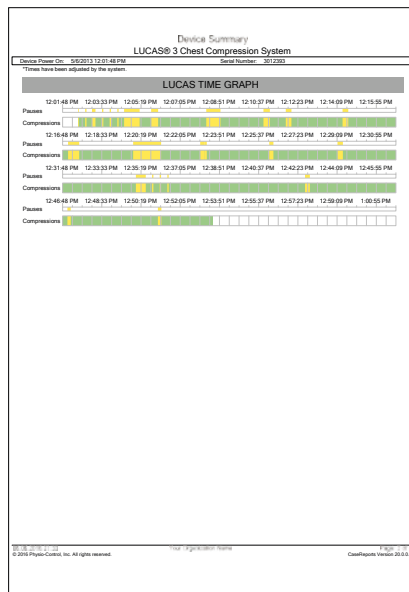 Device Summary
LUCAS® 3 Chest Compression System
Device Power On: 5/6/2013 12:01:48 PM Serial Number: 3012393
*Times have been adjusted by the system.
LUCAS TIME GRAPH
12:01:48 PM 12:03:33 PM 12:05:19 PM 12:07:05 PM 12:08:51 PM 12:10:37 PM 12:12:23 PM 12:14:09 PM 12:15:55 PM
Pauses
Compressions
12:16:48 PM 12:18:33 PM 12:20:19 PM 12:22:05 PM 12:23:51 PM 12:25:37 PM 12:27:23 PM 12:29:09 PM 12:30:55 PM
Pauses
Compressions
12:31:48 PM 12:33:33 PM 12:35:19 PM 12:37:05 PM 12:38:51 PM 12:40:37 PM 12:42:23 PM 12:44:09 PM 12:45:55 PM
Pauses
Compressions
12:46:48 PM 12:48:33 PM 12:50:19 PM 12:52:05 PM 12:53:51 PM 12:55:37 PM 12:57:23 PM 12:59:09 PM 1:00:55 PM
Pauses
Compressions
Your Organization Name Page
© 2016 Physio-Control, Inc. All rights reserved. CaseReports Version 20.0.0.